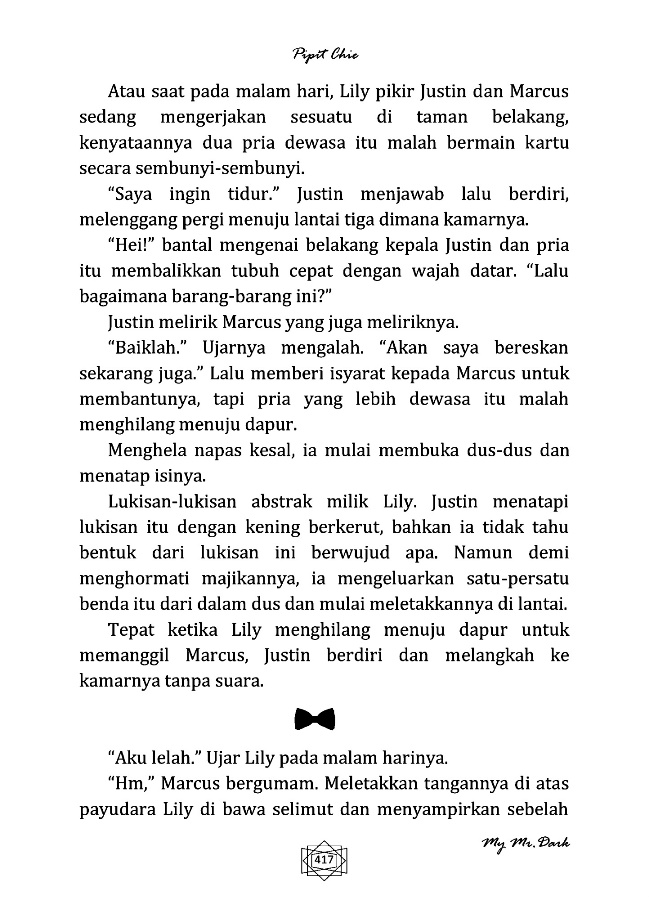 Pipit Chie
Atau saat pada malam hari, Lily pikir Justin dan Marcus
sedang mengerjakan sesuatu di taman belakang,
kenyataannya dua pria dewasa itu malah bermain kartu
secara sembunyi-sembunyi.
“Saya ingin tidur.” Justin menjawab lalu berdiri,
melenggang pergi menuju lantai tiga dimana kamarnya.
“Hei!” bantal mengenai belakang kepala Justin dan pria
itu membalikkan tubuh cepat dengan wajah datar. “Lalu
bagaimana barang-barang ini?”
Justin melirik Marcus yang juga meliriknya.
“Baiklah.” Ujarnya mengalah. “Akan saya bereskan
sekarang juga.” Lalu memberi isyarat kepada Marcus untuk
membantunya, tapi pria yang lebih dewasa itu malah
menghilang menuju dapur.
Menghela napas kesal, ia mulai membuka dus-dus dan
menatap isinya.
Lukisan-lukisan abstrak milik Lily. Justin menatapi
lukisan itu dengan kening berkerut, bahkan ia tidak tahu
bentuk dari lukisan ini berwujud apa. Namun demi
menghormati majikannya, ia mengeluarkan satu-persatu
benda itu dari dalam dus dan mulai meletakkannya di lantai.
Tepat ketika Lily menghilang menuju dapur untuk
memanggil Marcus, Justin berdiri dan melangkah ke
kamarnya tanpa suara.
“Aku lelah.” Ujar Lily pada malam harinya.
“Hm,” Marcus bergumam. Meletakkan tangannya di atas
payudara Lily di bawa selimut dan menyampirkan sebelah
My Mr. Dark
417